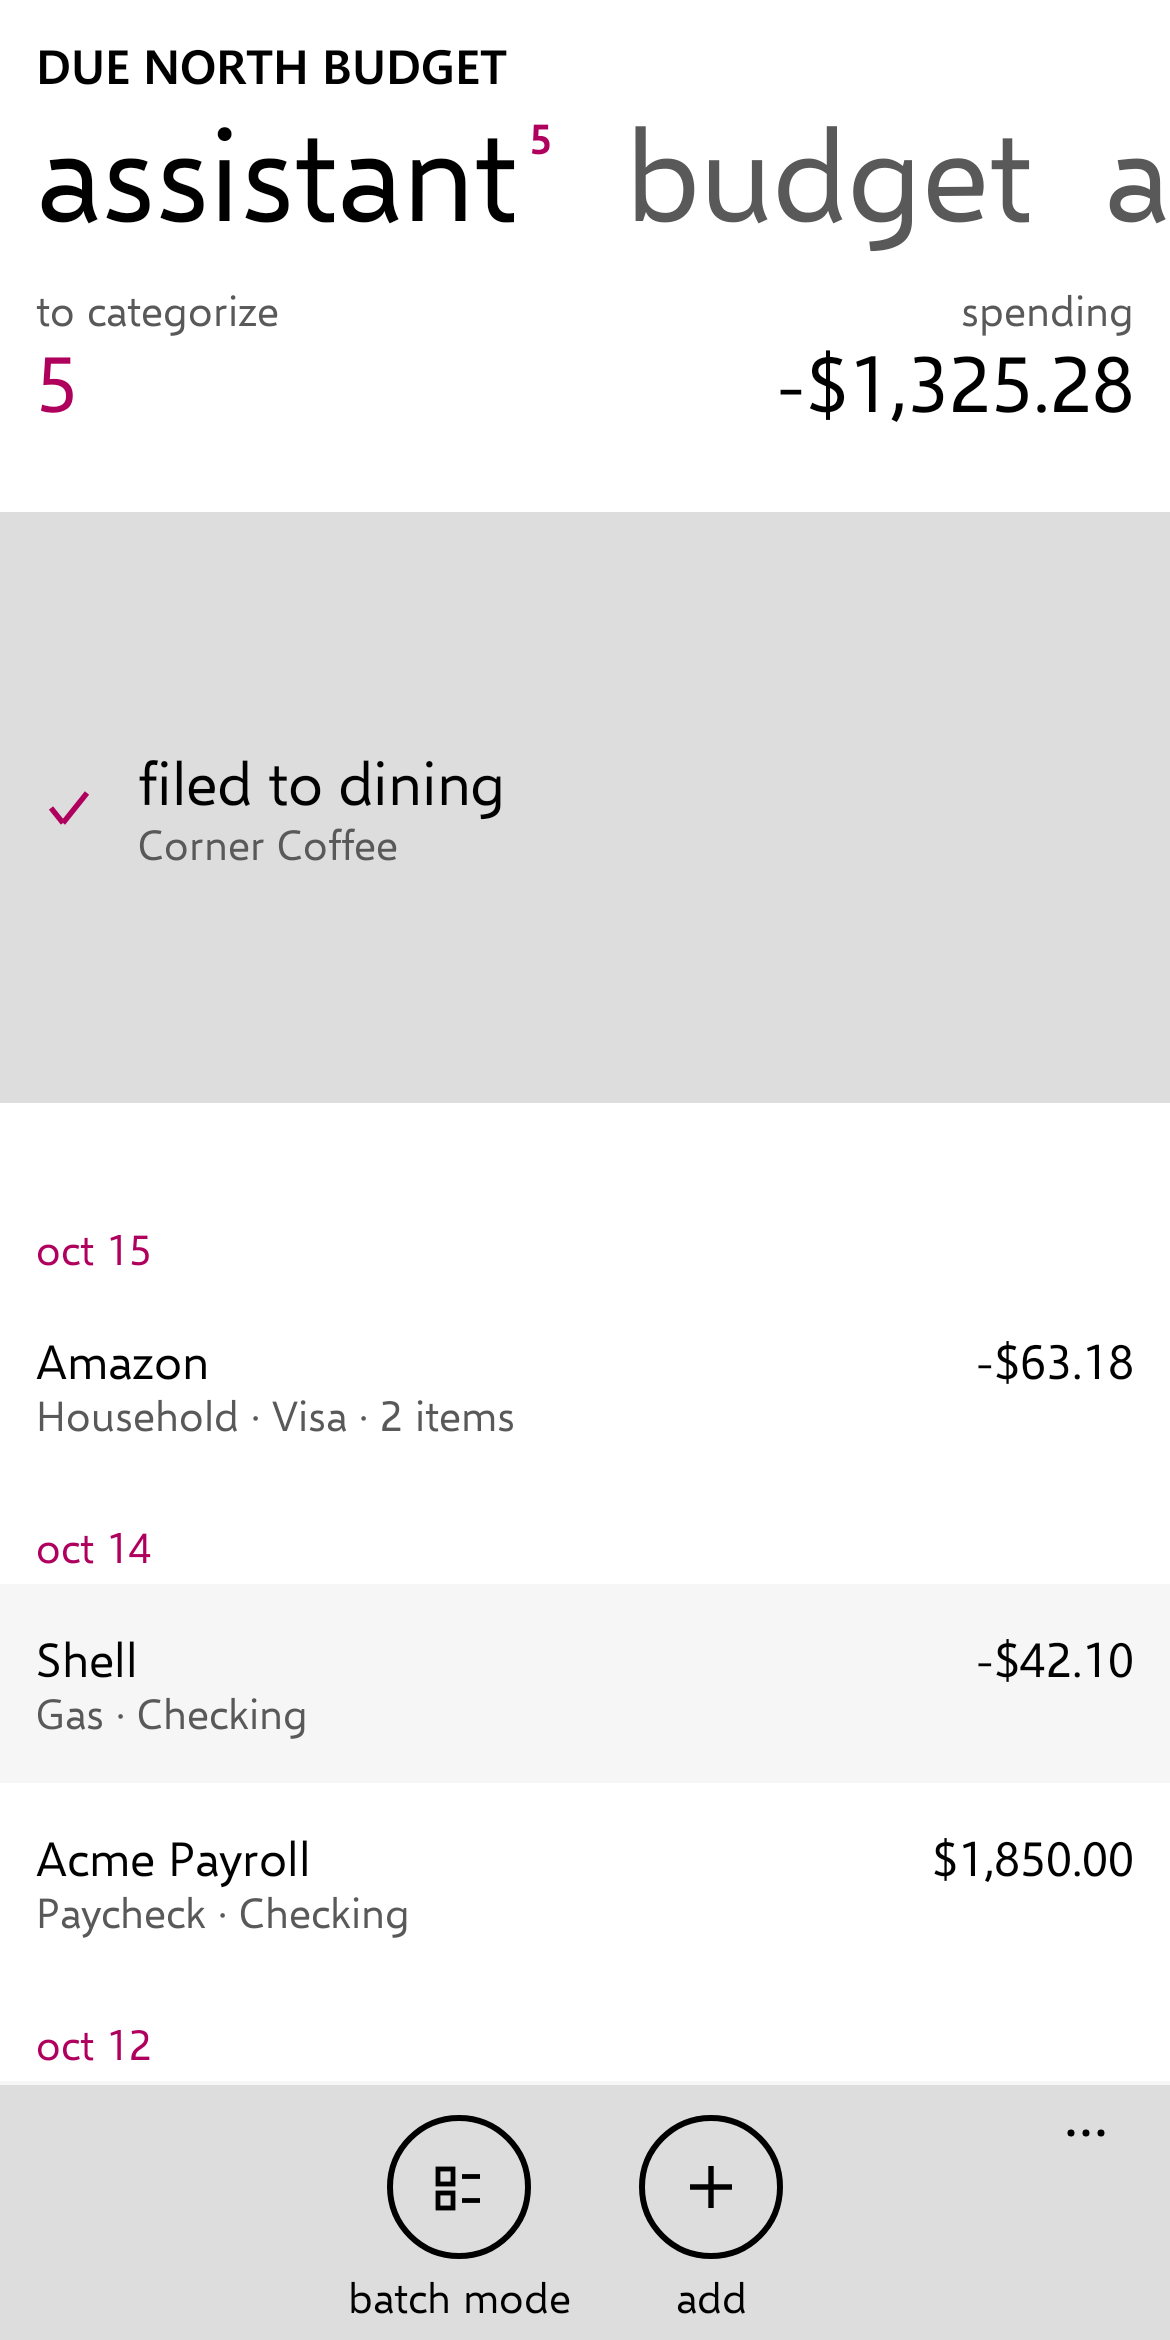 DUE NORTH BUDGET
assistant 5 budget a
to categorize spending
5 -$1,325.28
filed to dining
Corner Coffee
oct 15
Amazon -$63.18
Household · Visa · 2 items
oct 14
Shell -$42.10
Gas · Checking
Acme Payroll $1,850.00
Paycheck · Checking
oct 12
batch mode add